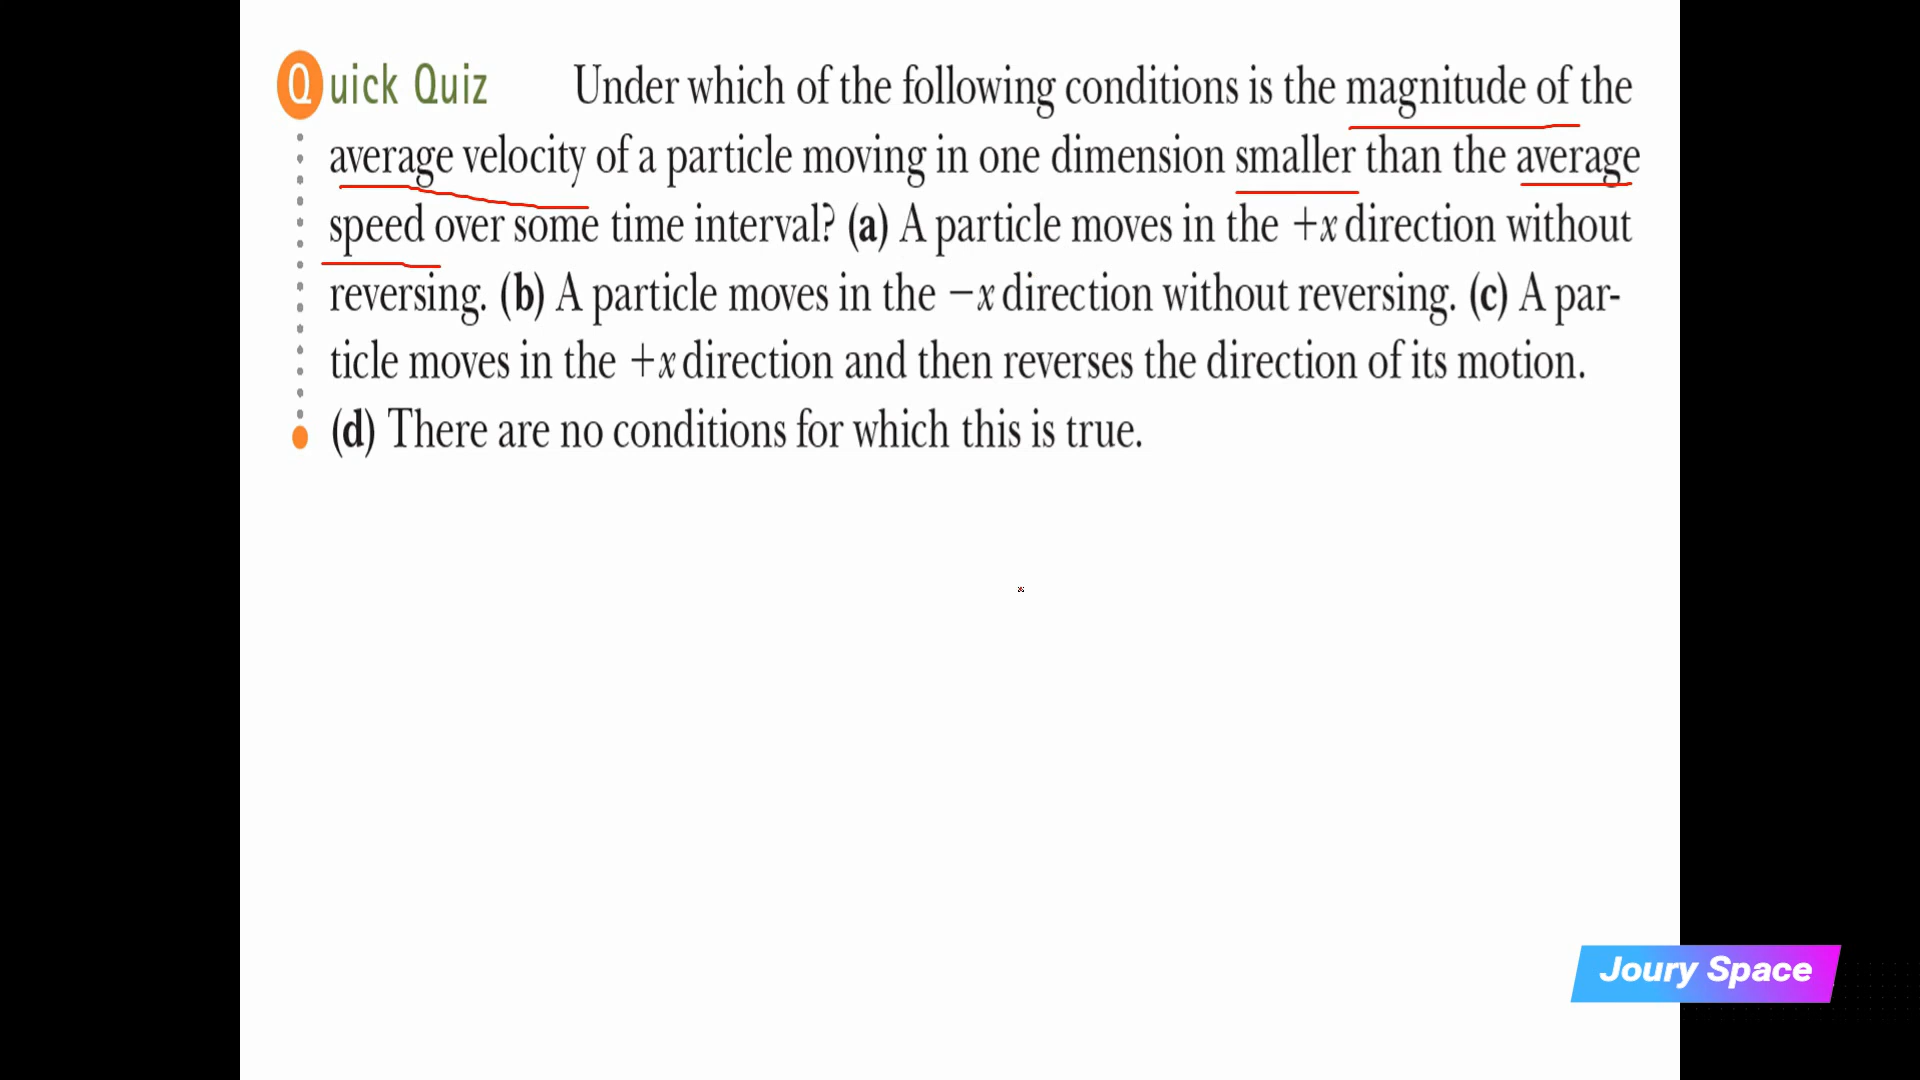 Quick Quiz Under which of the following conditions is the magnitude of the
average velocity of a particle moving in one dimension smaller than the average
speed over some time interval? (a) A particle moves in the +x direction without
reversing. (b) A particle moves in the −x direction without reversing. (c) A par-
ticle moves in the +x direction and then reverses the direction of its motion.
(d) There are no conditions for which this is true.
Joury Space